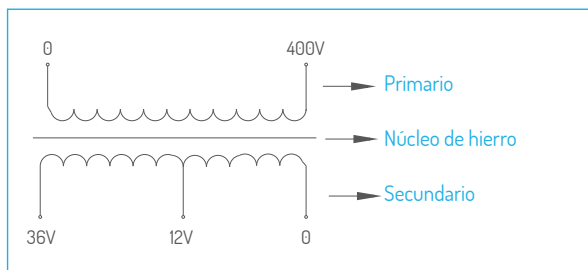 0 400V
Primario
Núcleo de hierro
Secundario
36V 12V 0